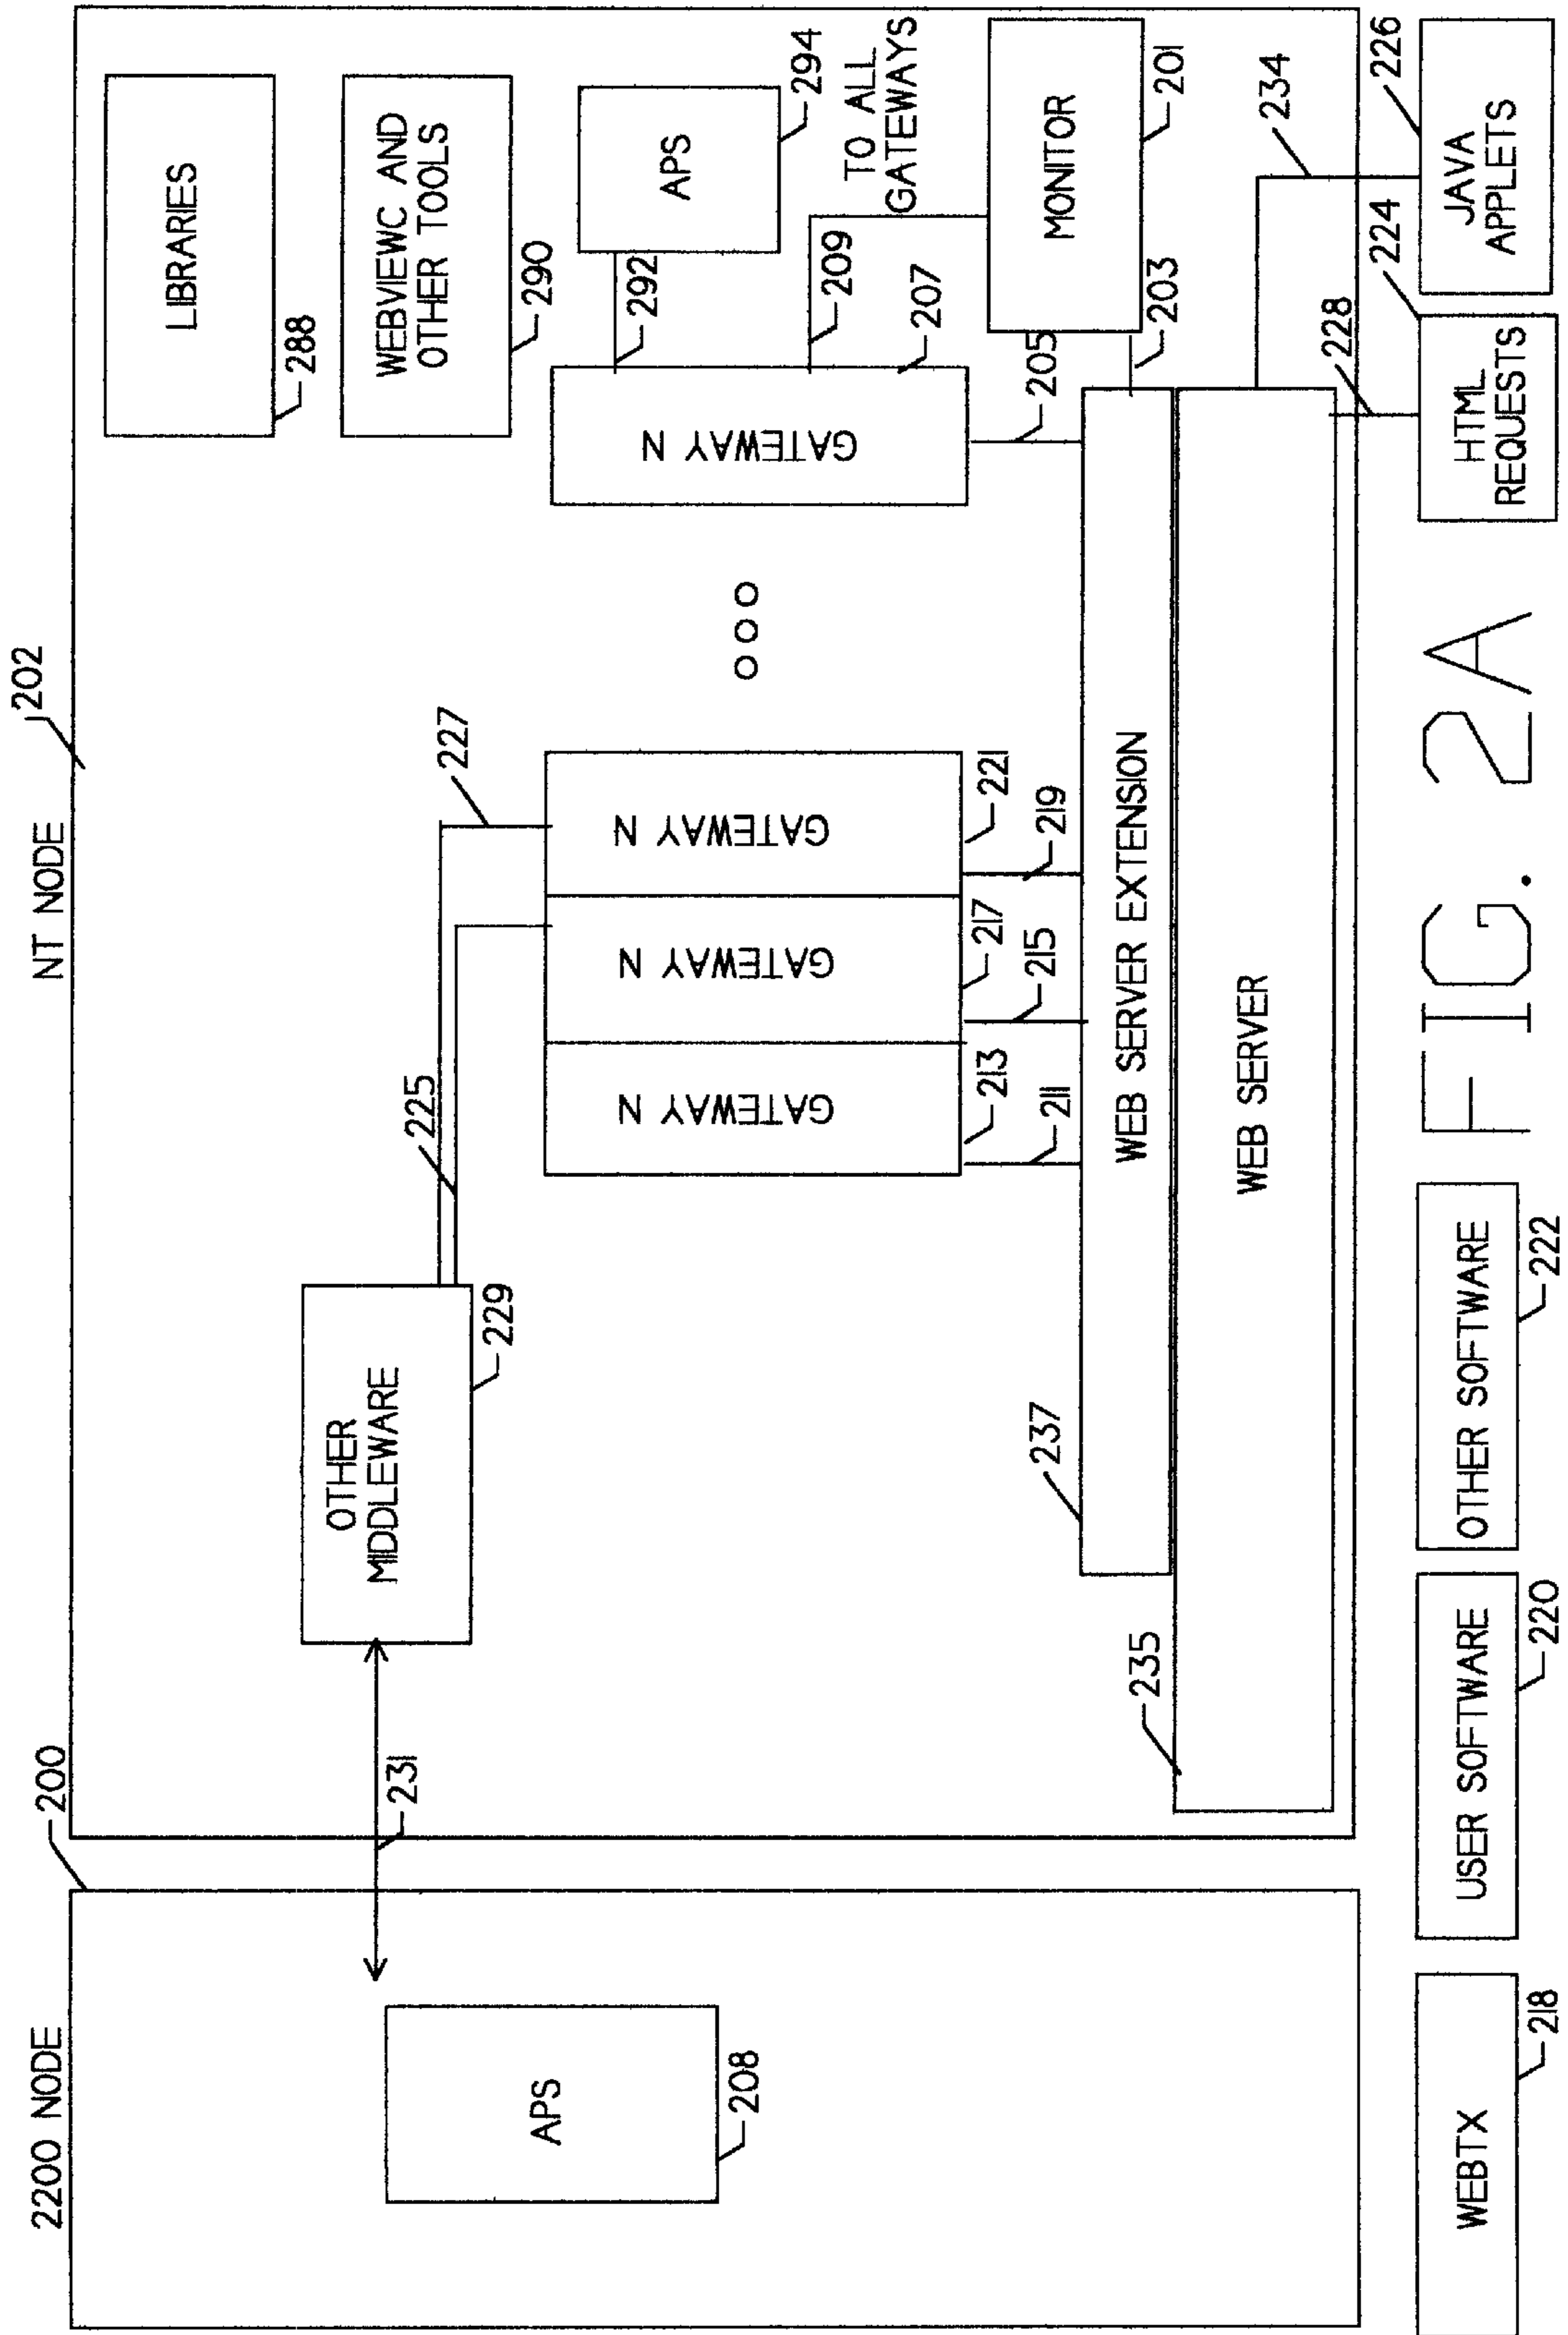 2200 NODE
200
NT NODE
202
LIBRARIES
288
WEBVIEWC AND
OTHER TOOLS
290
OTHER
MIDDLEWARE
229
231
225
227
APS
208
APS
294
292
GATEWAY N
213
GATEWAY N
217
GATEWAY N
221
GATEWAY N
207
209
TO ALL
GATEWAYS
211
215
219
205
MONITOR
201
203
237
WEB SERVER EXTENSION
235
WEB SERVER
234
228
WEBTX
218
USER SOFTWARE
220
OTHER SOFTWARE
222
FIG. 2A
HTML
REQUESTS
224
JAVA
APPLETS
226